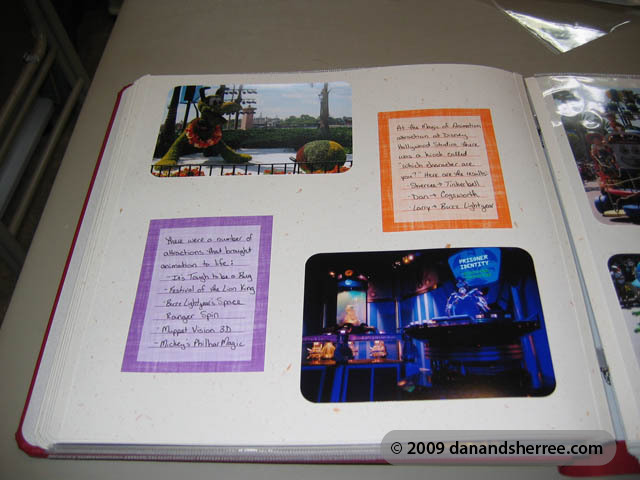 At the Magic of Animation
attraction at Disney
Hollywood Studios there
was a kiosk called
"Which character are
you?" Here are the results:
Sherree → Tinkerbell
Dan → Cogsworth
Larry → Buzz Lightyear
There were a number of
attractions that brought
animation to life:
- It's Tough to be a Bug
- Festival of the Lion King
- Buzz Lightyear's Space
Ranger Spin
- Muppet Vision 3D
- Mickey's PhilharMagic
PRISONER
IDENTITY
© 2009 danandsherree.com